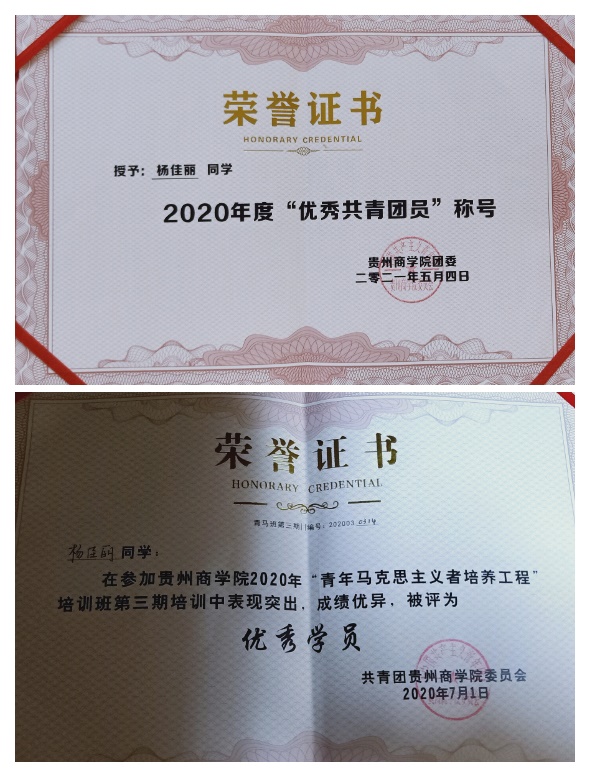 荣誉证书
HONORARY CREDENTIAL
授予：杨佳丽 同学
2020年度“优秀共青团员”称号
贵州商学院团委
二零二一年五月四日
荣誉证书
HONORARY CREDENTIAL
青马班第三期 编号：202003
杨佳丽同学：
在参加贵州商学院2020年“青年马克思主义者培养工程”
培训班第三期培训中表现突出，成绩优异，被评为
优秀学员
共青团贵州商学院委员会
2020年7月1日